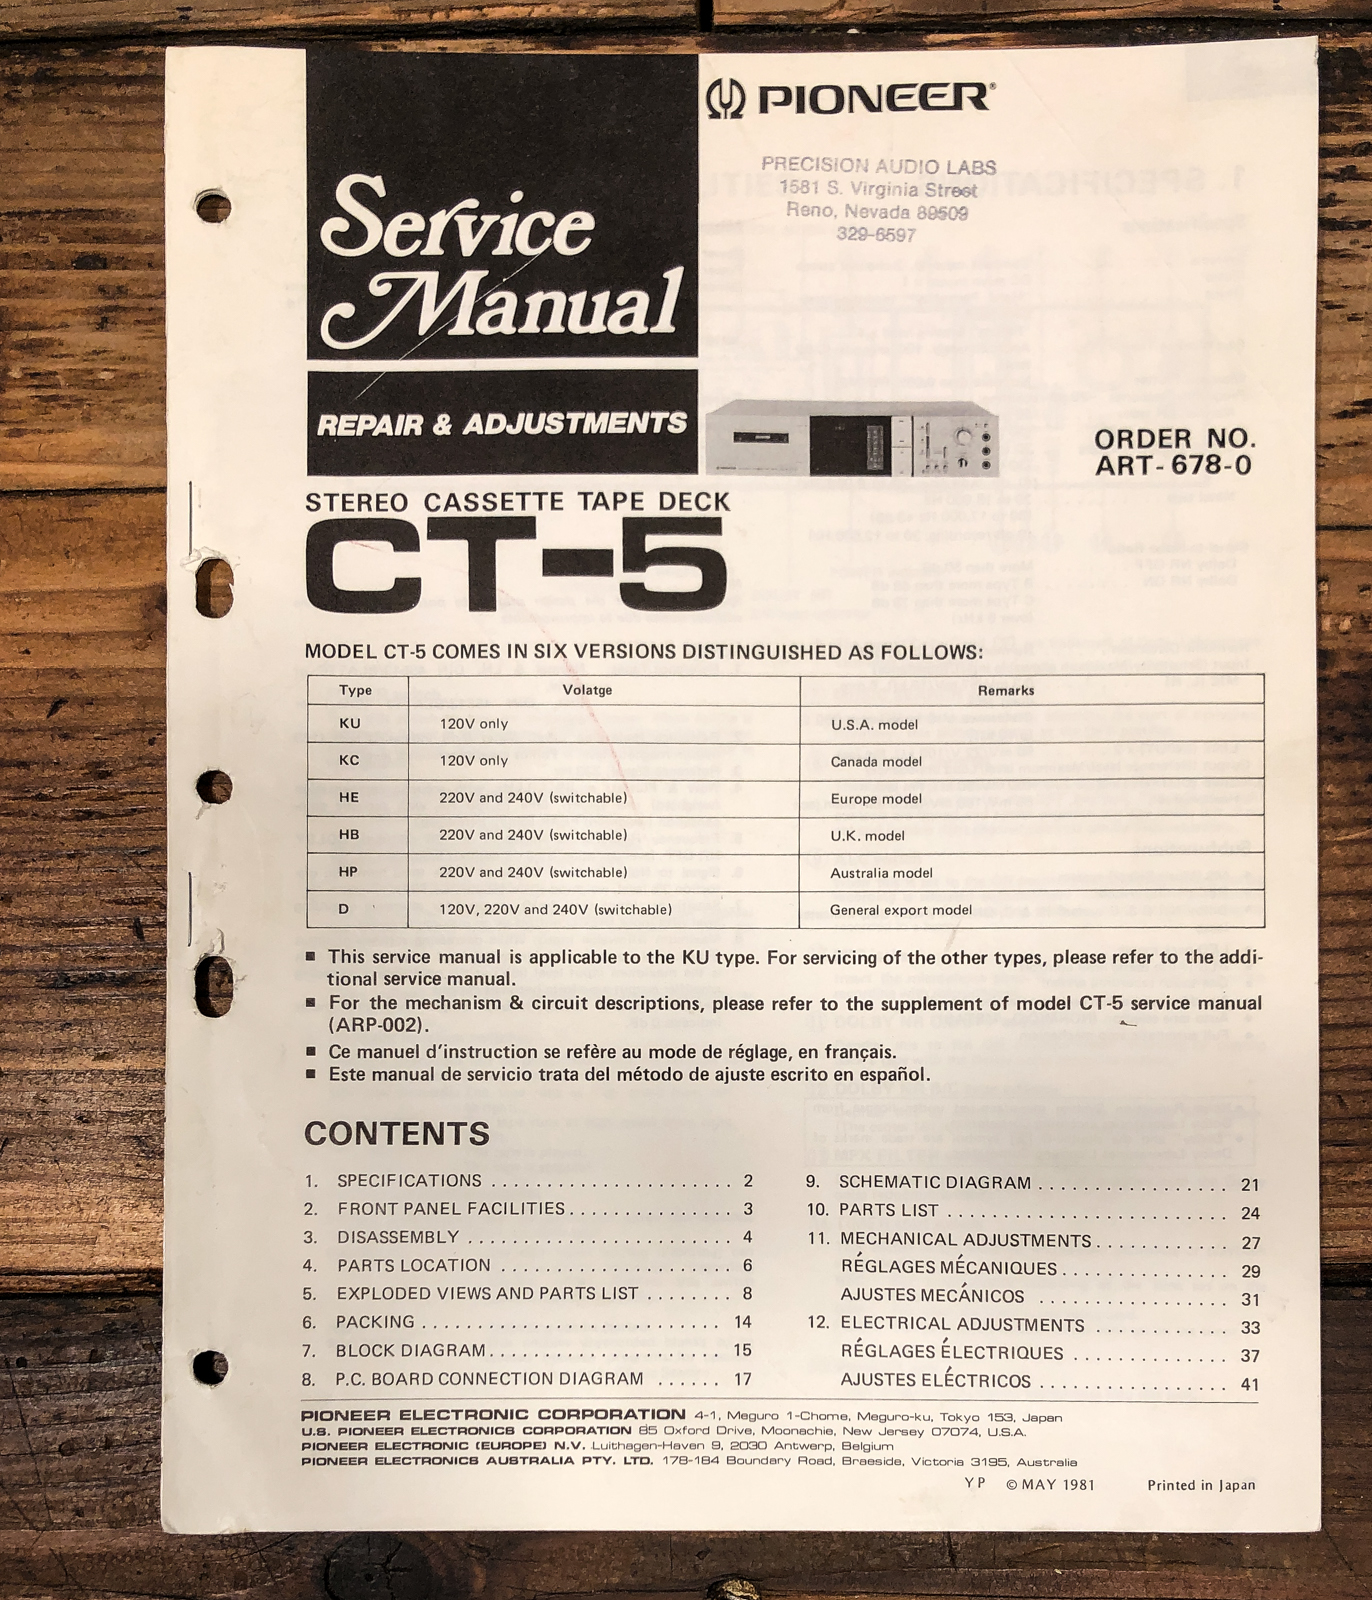 Service
Manual
REPAIR & ADJUSTMENTS
PIONEER®
PRECISION AUDIO LABS
1581 S. Virginia Street
Reno, Nevada 89509
329-6597
ORDER NO.
ART-678-0
STEREO CASSETTE TAPE DECK
CT-5
MODEL CT-5 COMES IN SIX VERSIONS DISTINGUISHED AS FOLLOWS:
Type Volatge Remarks
KU 120V only U.S.A. model
KC 120V only Canada model
HE 220V and 240V (switchable) Europe model
HB 220V and 240V (switchable) U.K. model
HP 220V and 240V (switchable) Australia model
D 120V, 220V and 240V (switchable) General export model
■ This service manual is applicable to the KU type. For servicing of the other types, please refer to the addi-
tional service manual.
■ For the mechanism & circuit descriptions, please refer to the supplement of model CT-5 service manual
(ARP-002).
■ Ce manuel d'instruction se refère au mode de réglage, en français.
■ Este manual de servicio trata del método de ajuste escrito en español.
CONTENTS
1. SPECIFICATIONS . . . . . . . . . . . . . . . . . . . . . . . 2
2. FRONT PANEL FACILITIES . . . . . . . . . . . . . . . . 3
3. DISASSEMBLY . . . . . . . . . . . . . . . . . . . . . . . . . 4
4. PARTS LOCATION . . . . . . . . . . . . . . . . . . . . . . 6
5. EXPLODED VIEWS AND PARTS LIST . . . . . . . . 8
6. PACKING . . . . . . . . . . . . . . . . . . . . . . . . . . . . 14
7. BLOCK DIAGRAM . . . . . . . . . . . . . . . . . . . . . . 15
8. P.C. BOARD CONNECTION DIAGRAM . . . . . . 17
9. SCHEMATIC DIAGRAM . . . . . . . . . . . . . . . . . 21
10. PARTS LIST . . . . . . . . . . . . . . . . . . . . . . . . . 24
11. MECHANICAL ADJUSTMENTS . . . . . . . . . . . . 27
RÉGLAGES MÉCANIQUES . . . . . . . . . . . . . . . 29
AJUSTES MECÁNICOS . . . . . . . . . . . . . . . . . 31
12. ELECTRICAL ADJUSTMENTS . . . . . . . . . . . . 33
RÉGLAGES ÉLECTRIQUES . . . . . . . . . . . . . . 37
AJUSTES ELÉCTRICOS . . . . . . . . . . . . . . . . . 41
PIONEER ELECTRONIC CORPORATION 4-1, Meguro 1-Chome, Meguro-ku, Tokyo 153, Japan
U.S. PIONEER ELECTRONICS CORPORATION 85 Oxford Drive, Moonachie, New Jersey 07074, U.S.A.
PIONEER ELECTRONIC (EUROPE) N.V. Luithagen-Haven 9, 2030 Antwerp, Belgium
PIONEER ELECTRONICS AUSTRALIA PTY. LTD. 178-184 Boundary Road, Braeside, Victoria 3195, Australia
YP © MAY 1981 Printed in Japan